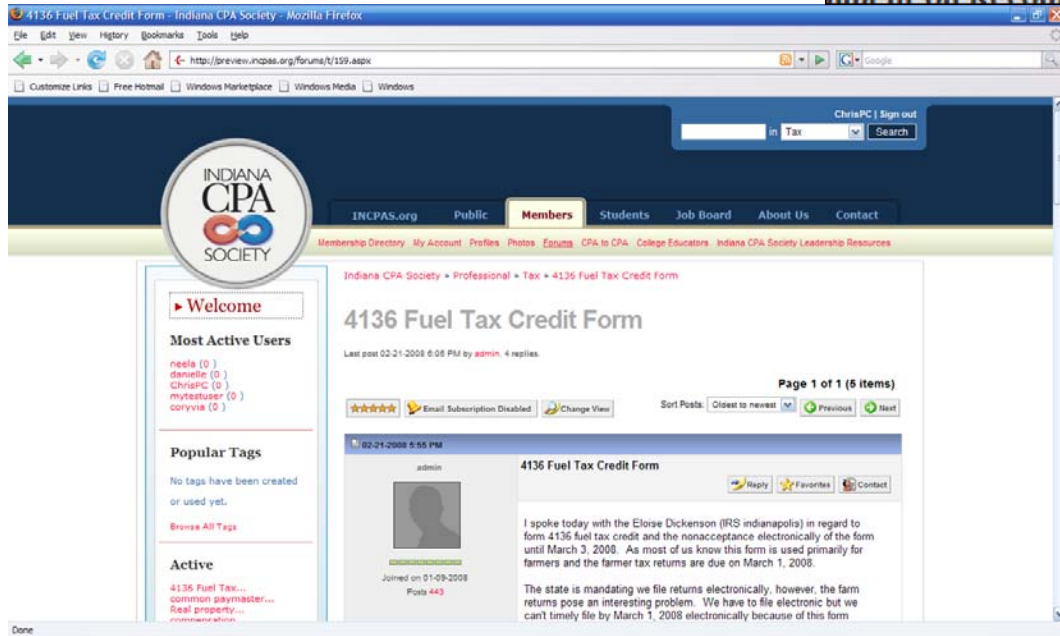 4136 Fuel Tax Credit Form - Indiana CPA Society - Mozilla Firefox
File Edit View History Bookmarks Tools Help
http://preview.incpas.org/forums/t/159.aspx
Google
Customize Links Free Hotmail Windows Marketplace Windows Media Windows
ChrisPC | Sign out
in Tax Search
INDIANA
CPA
SOCIETY
INCPAS.org Public Members Students Job Board About Us Contact
Membership Directory My Account Profiles Photos Forums CPA to CPA College Educators Indiana CPA Society Leadership Resources
Indiana CPA Society » Professional » Tax » 4136 Fuel Tax Credit Form
Welcome
4136 Fuel Tax Credit Form
Last post 02-21-2008 6:06 PM by admin. 4 replies.
Most Active Users
neela (0 )
danielle (0 )
ChrisPC (0 )
mytestuser (0 )
coryvia (0 )
Page 1 of 1 (5 items)
Email Subscription Disabled Change View Sort Posts: Oldest to newest Previous Next
Popular Tags
No tags have been created
or used yet.
Browse All Tags
Active
4136 Fuel Tax...
common paymaster...
Real property...
compensation
02-21-2008 5:55 PM
admin
Joined on 01-09-2008
Posts 443
4136 Fuel Tax Credit Form
Reply Favorites Contact
I spoke today with the Eloise Dickenson (IRS indianapolis) in regard to
form 4136 fuel tax credit and the nonacceptance electronically of the form
until March 3, 2008. As most of us know this form is used primarily for
farmers and the farmer tax returns are due on March 1, 2008.
The state is mandating we file returns electronically, however, the farm
returns pose an interesting problem. We have to file electronic but we
can't timely file by March 1, 2008 electronically because of this form
Done